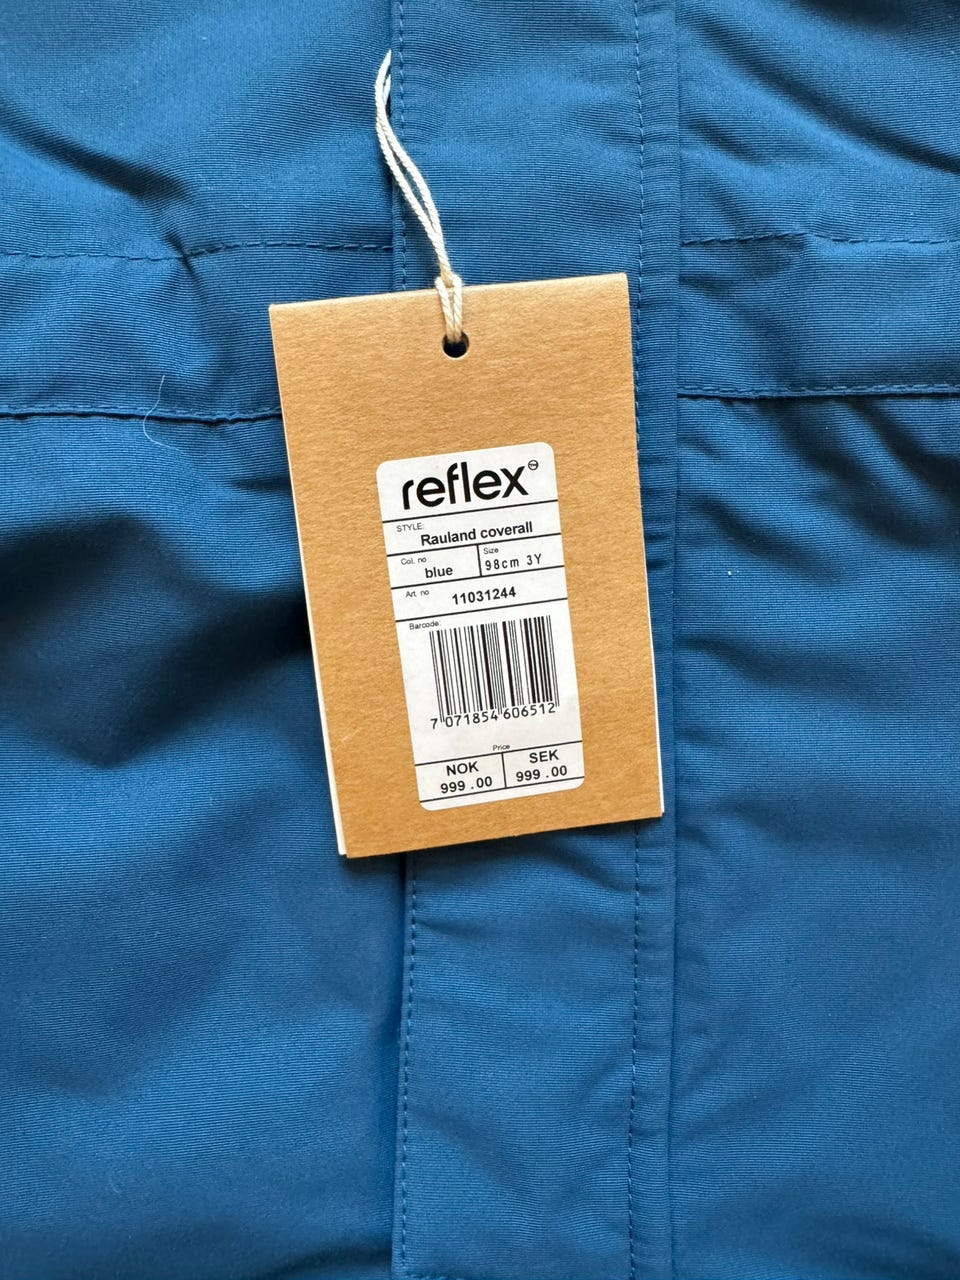 reflex™
STYLE:
Rauland coverall
Col. no
blue
Size
98cm 3Y
Art. no
11031244
Barcode:
7 071854 606512
Price
NOK
999 .00
SEK
999 .00